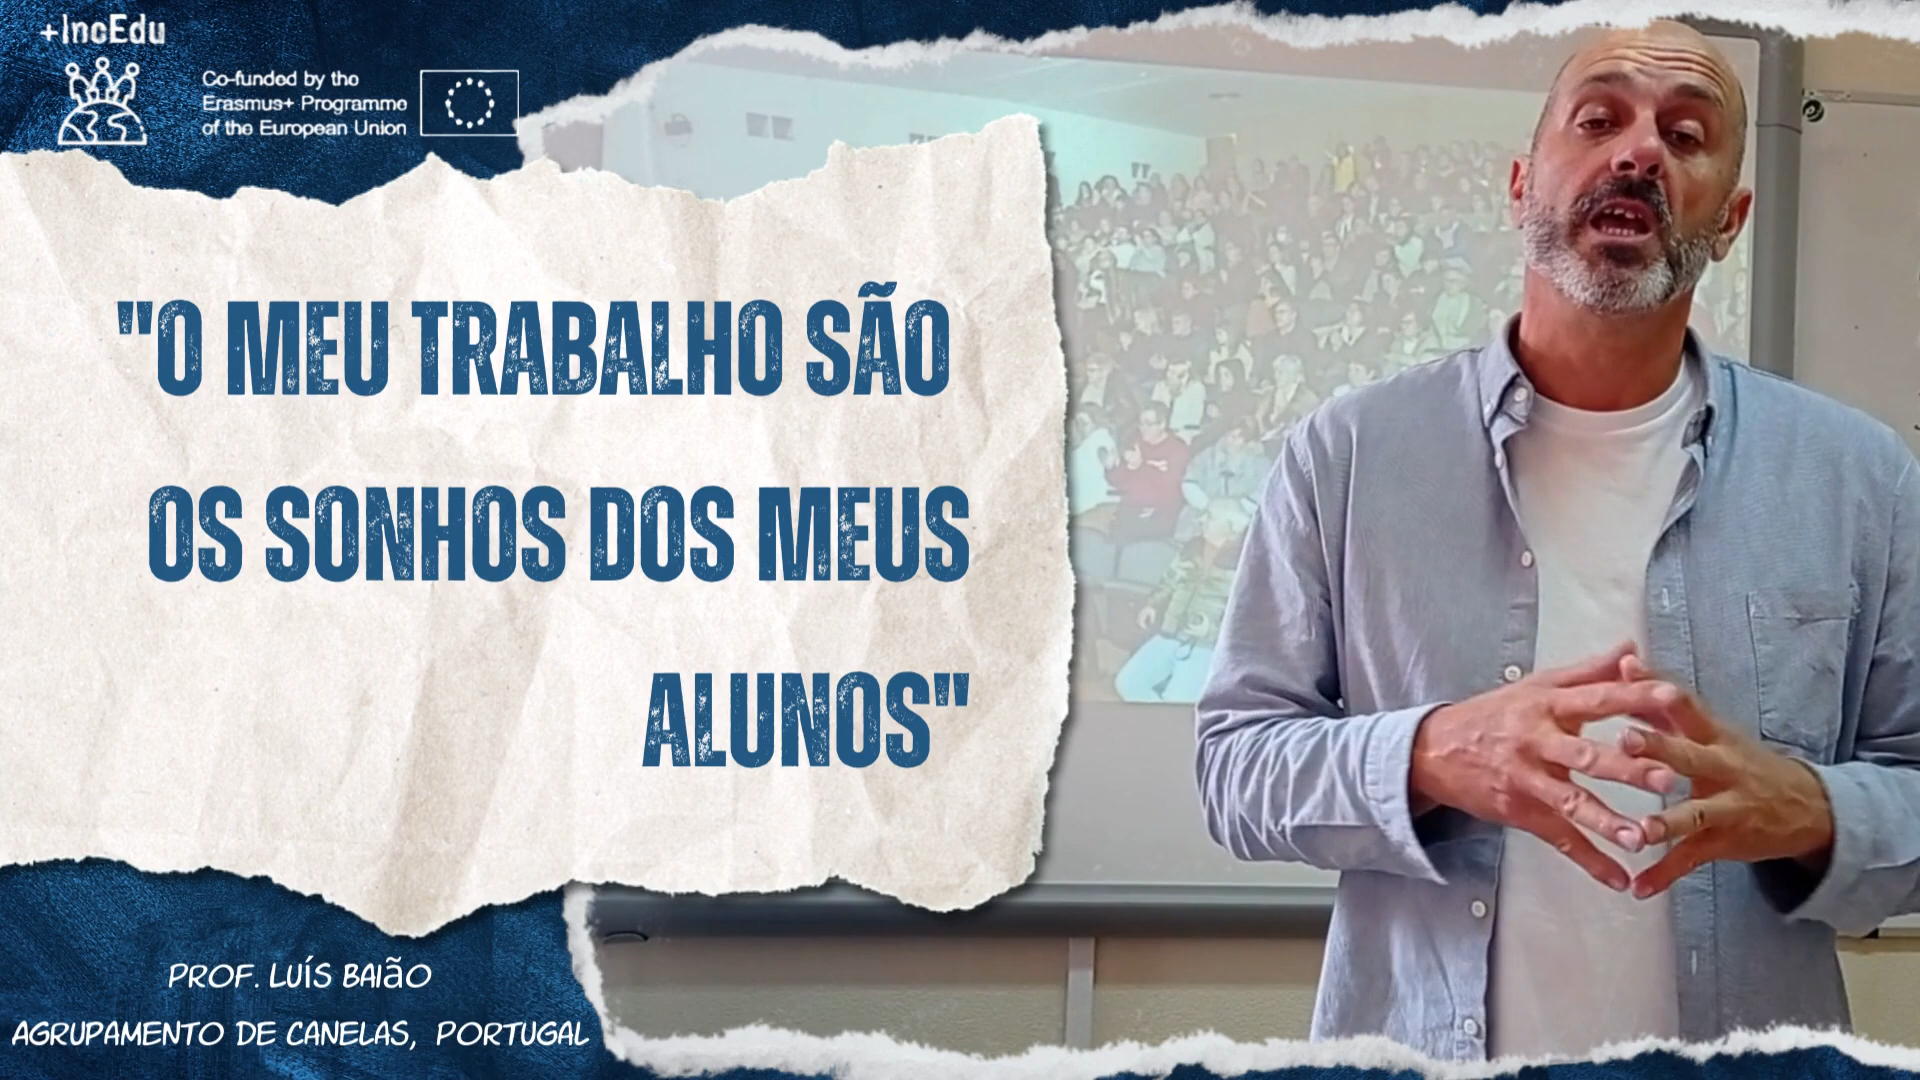 +IncEdu
Co-funded by the
Erasmus+ Programme
of the European Union
"O MEU TRABALHO SÃO
OS SONHOS DOS MEUS
ALUNOS"
PROF. LUÍS BAIÃO
AGRUPAMENTO DE CANELAS, PORTUGAL